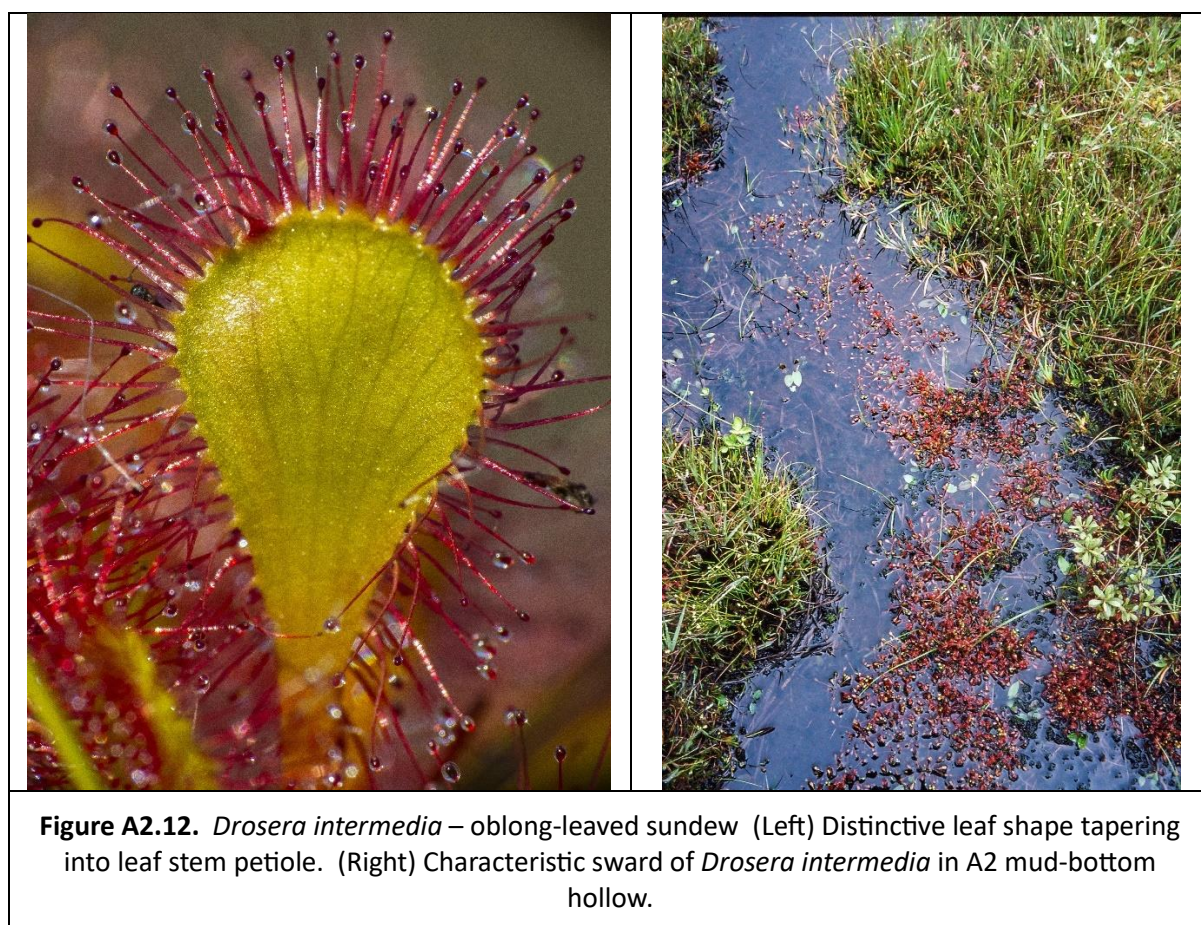 Figure A2.12. Drosera intermedia – oblong-leaved sundew (Left) Distinctive leaf shape tapering
into leaf stem petiole. (Right) Characteristic sward of Drosera intermedia in A2 mud-bottom
hollow.